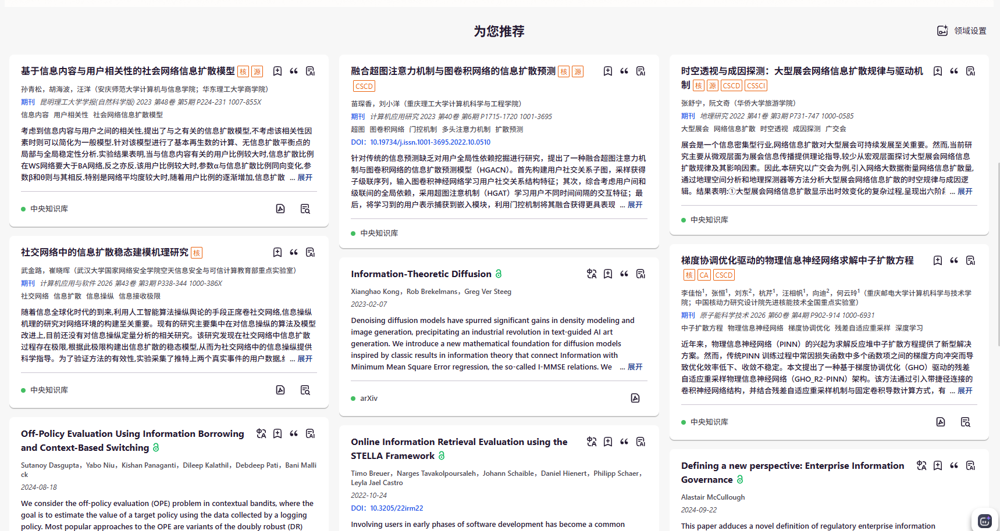 为您推荐
领域设置
基于信息内容与用户相关性的社会网络信息扩散模型 核 源
孙青松，胡海波，汪洋（安庆师范大学计算机与信息学院；华东理工大学商学院）
期刊 昆明理工大学学报(自然科学版) 2023 第48卷 第5期 P224-231 1007-855X
信息内容 用户相关性 社会网络信息扩散模型
考虑到信息内容与用户之间的相关性,提出了与之有关的信息扩散模型,不考虑该相关性因
素时则可以简化为一般模型.针对该模型进行了基本再生数的计算、无信息扩散平衡点的
局部与全局稳定性分析.实验结果表明,当与信息内容有关的用户比例较大时,信息扩散比例
在WS网络要大于BA网络,反之亦反.该用户比例较大时,参数α与信息扩散比例同向变化,参
数β和θ则与其相反.特别是网络平均度较大时,随着用户比例的逐渐增加,信息扩散 ... 展开
中央知识库
社交网络中的信息扩散稳态建模机理研究 核
武金路，崔晓晖（武汉大学国家网络安全学院空天信息安全与可信计算教育部重点实验室）
期刊 计算机应用与软件 2026 第43卷 第3期 P338-344 1000-386X
社交网络 信息扩散 信息操纵 信息接收极限
随着信息全球化时代的到来,利用人工智能算法操纵舆论的手段正席卷社交网络,信息操纵
机理的研究对网络环境的构建至关重要。现有的研究主要集中在对信息操纵的算法及模型
改进上,目前还没有对信息操纵定量分析的相关研究。该研究发现在社交网络中信息扩散
过程存在极限,根据此极限构建出信息扩散的稳态模型,从而为社交网络中的信息操纵提供
科学指导。为了验证方法的有效性,实验采集了推特上两个真实事件的用户数据, ... 展开
中央知识库
Off-Policy Evaluation Using Information Borrowing
and Context-Based Switching
Sutanoy Dasgupta，Yabo Niu，Kishan Panaganti，Dileep Kalathil，Debdeep Pati，Bani Malli
ck
2024-08-18
We consider the off-policy evaluation (OPE) problem in contextual bandits, where the
goal is to estimate the value of a target policy using the data collected by a logging
policy. Most popular approaches to the OPE are variants of the doubly robust (DR)
融合超图注意力机制与图卷积网络的信息扩散预测 核 源
CSCD
苗琛香，刘小洋（重庆理工大学计算机科学与工程学院）
期刊 计算机应用研究 2023 第40卷 第6期 P1715-1720 1001-3695
超图 图卷积网络 门控机制 多头注意力机制 扩散预测
DOI：10.19734/j.issn.1001-3695.2022.10.0510
针对传统的信息预测缺乏对用户全局性依赖挖掘进行研究，提出了一种融合超图注意力机
制与图卷积网络的信息扩散预测模型（HGACN）。首先构建用户社交关系子图，采样获得
子级联序列，输入图卷积神经网络学习用户社交关系结构特征；其次，综合考虑用户间和
级联间的全局依赖，采用超图注意机制（HGAT）学习用户不同时间间隔的交互特征；最
后，将学习到的用户表示捕获到嵌入模块，利用门控机制将其融合获得更具表现 ... 展开
中央知识库
Information-Theoretic Diffusion
Xianghao Kong，Rob Brekelmans，Greg Ver Steeg
2023-02-07
Denoising diffusion models have spurred significant gains in density modeling and
image generation, precipitating an industrial revolution in text-guided AI art
generation. We introduce a new mathematical foundation for diffusion models
inspired by classic results in information theory that connect Information with
Minimum Mean Square Error regression, the so-called I-MMSE relations. We ... 展开
arXiv
Online Information Retrieval Evaluation using the
STELLA Framework
Timo Breuer，Narges Tavakolpoursaleh，Johann Schaible，Daniel Hienert，Philipp Schaer，
Leyla Jael Castro
2022-10-24
DOI：10.3205/22irm22
Involving users in early phases of software development has become a common
时空透视与成因探测：大型展会网络信息扩散规律与驱动机
制 核 源 CSCD CSSCI
张舒宁，阮文奇（华侨大学旅游学院）
期刊 地理研究 2022 第41卷 第3期 P731-747 1000-0585
大型展会 网络信息扩散 时空透视 成因探测 广交会
展会是一个信息密集型行业,网络信息扩散对大型展会可持续发展至关重要。然而,当前研
究主要从微观层面为展会信息传播提供理论指导,较少从宏观层面探讨大型展会网络信息
扩散规律及其影响因素。因此,本研究以广交会为例,引入网络大数据衡量网络信息扩散量,
通过地理空间分析和地理探测器等方法分析大型展会网络信息扩散的时空规律与成因逻
辑。结果表明:①大型展会网络信息扩散显示出时效变化的复杂过程,呈现出六阶段 ... 展开
中央知识库
梯度协调优化驱动的物理信息神经网络求解中子扩散方程
核 CA CSCD
李佳怡1，张恒1，刘东2，杭芹1，汪相帆1，向迪2，何云玲1（重庆邮电大学计算机科学与技术学
院；中国核动力研究设计院先进核能技术全国重点实验室）
期刊 原子能科学技术 2026 第60卷 第4期 P902-914 1000-6931
中子扩散方程 物理信息神经网络 梯度协调优化 残差自适应重采样 深度学习
近年来，物理信息神经网络（PINN）的兴起为求解反应堆中子扩散方程提供了新型解决
方案。然而，传统PINN 训练过程中常因损失函数中多个函数项之间的梯度方向冲突而导
致优化效率低下、收敛不稳定。本文提出了一种基于梯度协调优化（GHO）驱动的残差
自适应重采样物理信息神经网络（GHO_R2-PINN）架构。该方法通过引入带捷径连接的
卷积神经网络结构，并结合残差自适应重采样机制与固定卷积导数计算方式，有 ... 展开
中央知识库
Defining a new perspective: Enterprise Information
Governance
Alastair McCullough
2024-09-22
This paper adduces a novel definition of regulatory enterprise information